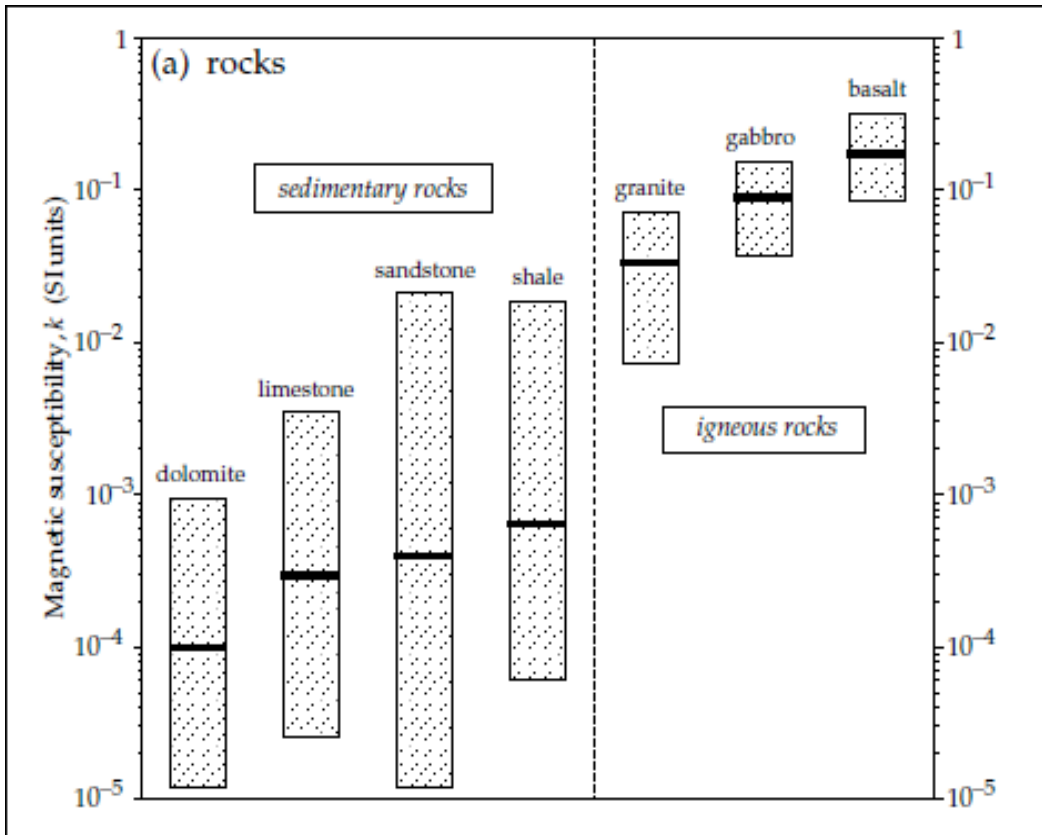 1
(a) rocks
1
basalt
gabbro
10⁻¹
sedimentary rocks
granite
10⁻¹
sandstone
shale
10⁻²
10⁻²
limestone
igneous rocks
dolomite
10⁻³
10⁻³
10⁻⁴
10⁻⁴
10⁻⁵
10⁻⁵
Magnetic susceptibility, k (SI units)